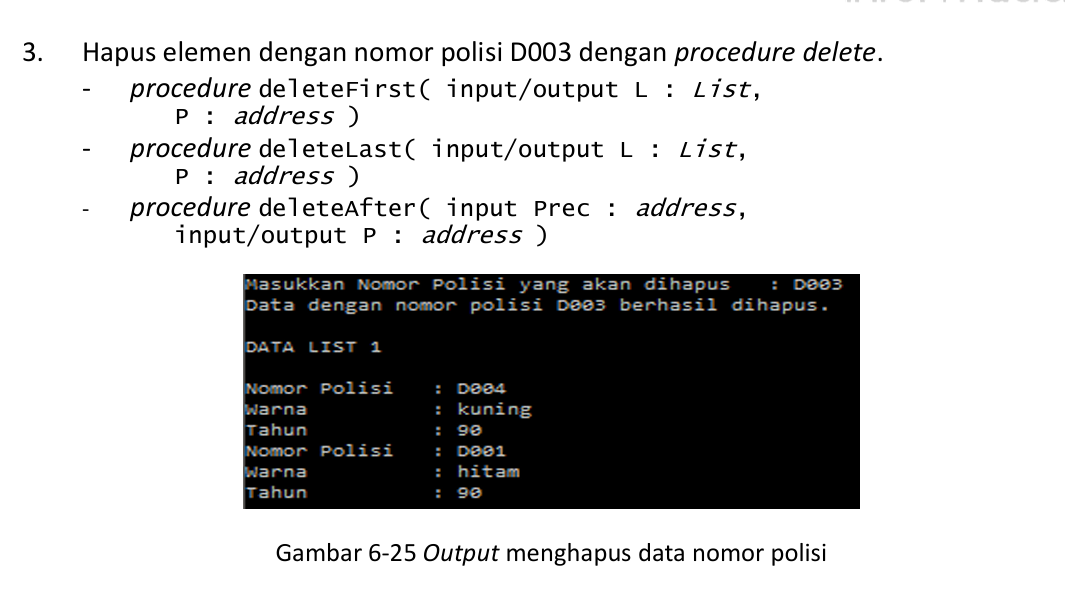 3. Hapus elemen dengan nomor polisi D003 dengan procedure delete.
- procedure deleteFirst( input/output L : List,
P : address )
- procedure deleteLast( input/output L : List,
P : address )
- procedure deleteAfter( input Prec : address,
input/output P : address )
Masukkan Nomor Polisi yang akan dihapus : D003
Data dengan nomor polisi D003 berhasil dihapus.
DATA LIST 1
Nomor Polisi : D004
Warna : kuning
Tahun : 90
Nomor Polisi : D001
Warna : hitam
Tahun : 90
Gambar 6-25 Output menghapus data nomor polisi